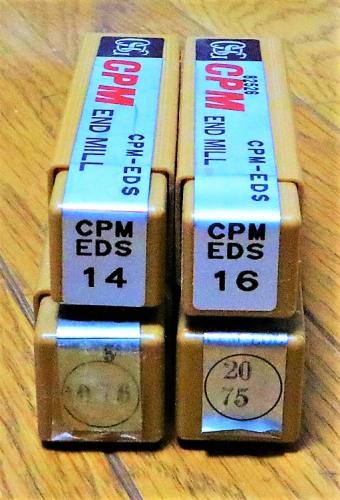 OSG
CPM
END MILL
CPM-EDS
CPM
EDS
14
OSG
CPM
82526
END MILL
CPM-EDS
CPM
EDS
16
20
75